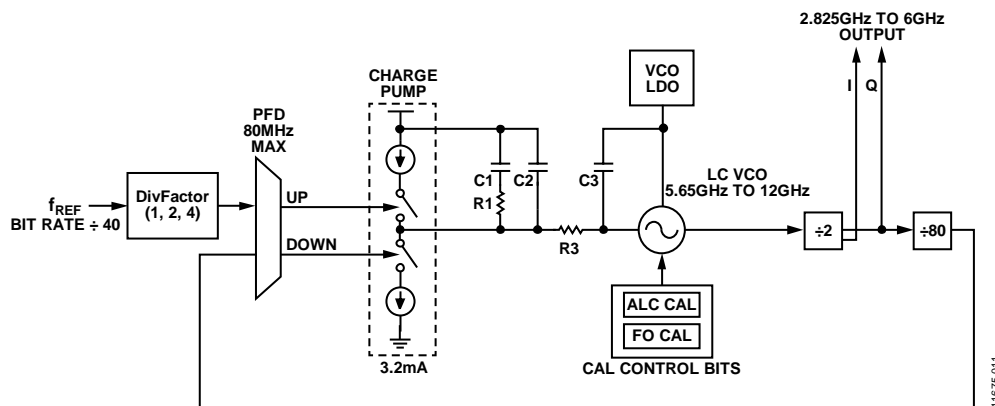 2.825GHz TO 6GHz
OUTPUT
I
Q
VCO
LDO
CHARGE
PUMP
PFD
80MHz
MAX
LC VCO
5.65GHz TO 12GHz
C1
C2
C3
R1
fREF
BIT RATE ÷ 40
DivFactor
(1, 2, 4)
UP
DOWN
R3
÷2
÷80
ALC CAL
FO CAL
3.2mA
CAL CONTROL BITS